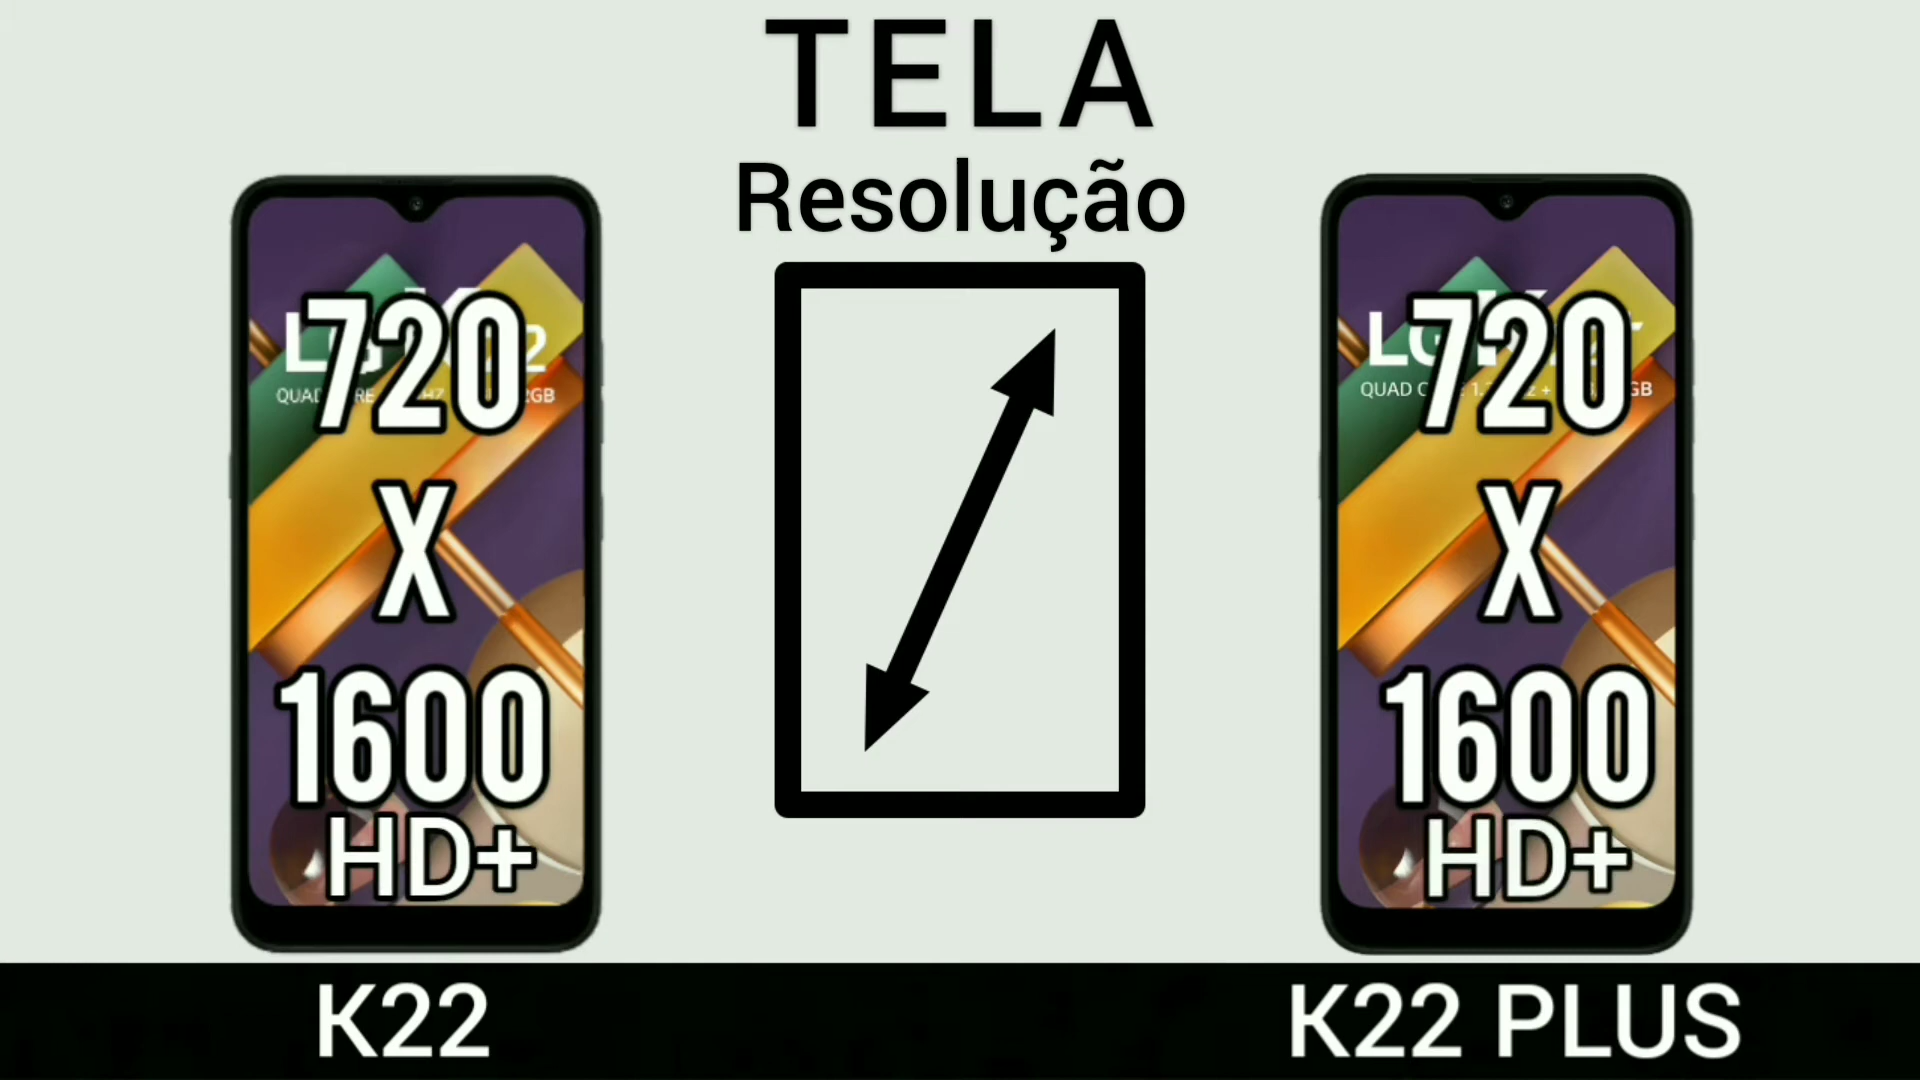 TELA
Resolução
720
X
1600
HD+
720
X
1600
HD+
K22
K22 PLUS